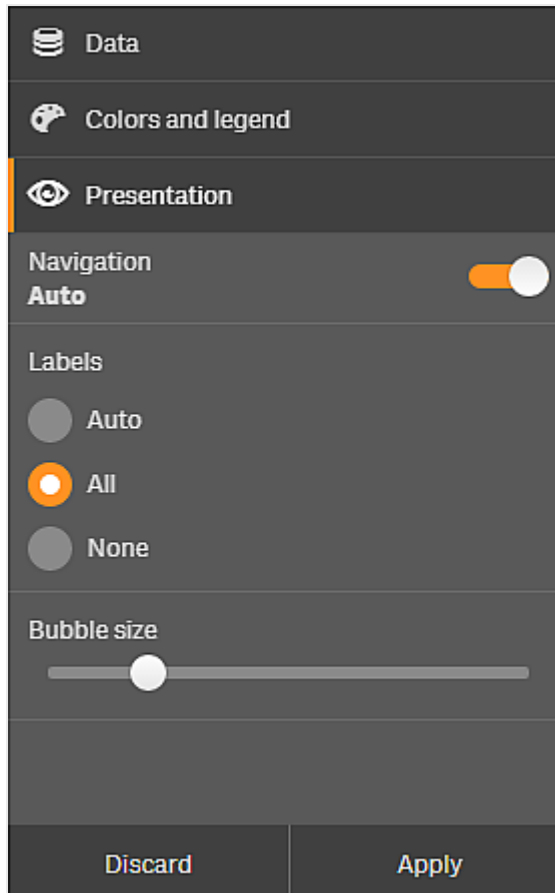 Data
Colors and legend
Presentation
Navigation
Auto
Labels
Auto
All
None
Bubble size
Discard
Apply